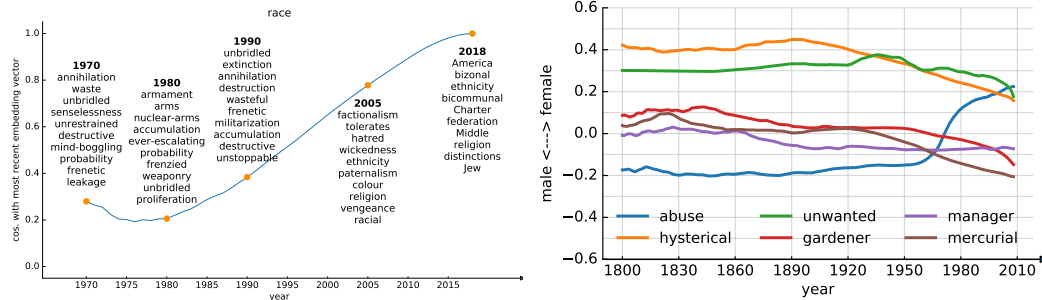 race
cos. with most recent embedding vector
1.0
0.8
0.6
0.4
0.2
0.0
1970
annihilation
waste
unbridled
senselessness
unrestrained
destructive
mind-boggling
probability
frenetic
leakage
1980
armament
arms
nuclear-arms
accumulation
ever-escalating
probability
frenzied
weaponry
unbridled
proliferation
1990
unbridled
extinction
annihilation
destruction
wasteful
frenetic
militarization
accumulation
destructive
unstoppable
2005
factionalism
tolerates
hatred
wickedness
ethnicity
paternalism
colour
religion
vengeance
racial
2018
America
bizonal
ethnicity
bicommunal
Charter
federation
Middle
religion
distinctions
Jew
1970 1975 1980 1985 1990 1995 2000 2005 2010 2015
year
male <---> female
0.6
0.4
0.2
0.0
−0.2
−0.4
−0.6
abuse unwanted manager
hysterical gardener mercurial
1800 1830 1860 1890 1920 1950 1980 2010
year